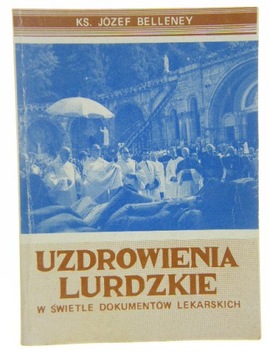 KS. JÓZEF BELLENEY
UZDROWIENIA
LURDZKIE
W ŚWIETLE DOKUMENTÓW LEKARSKICH